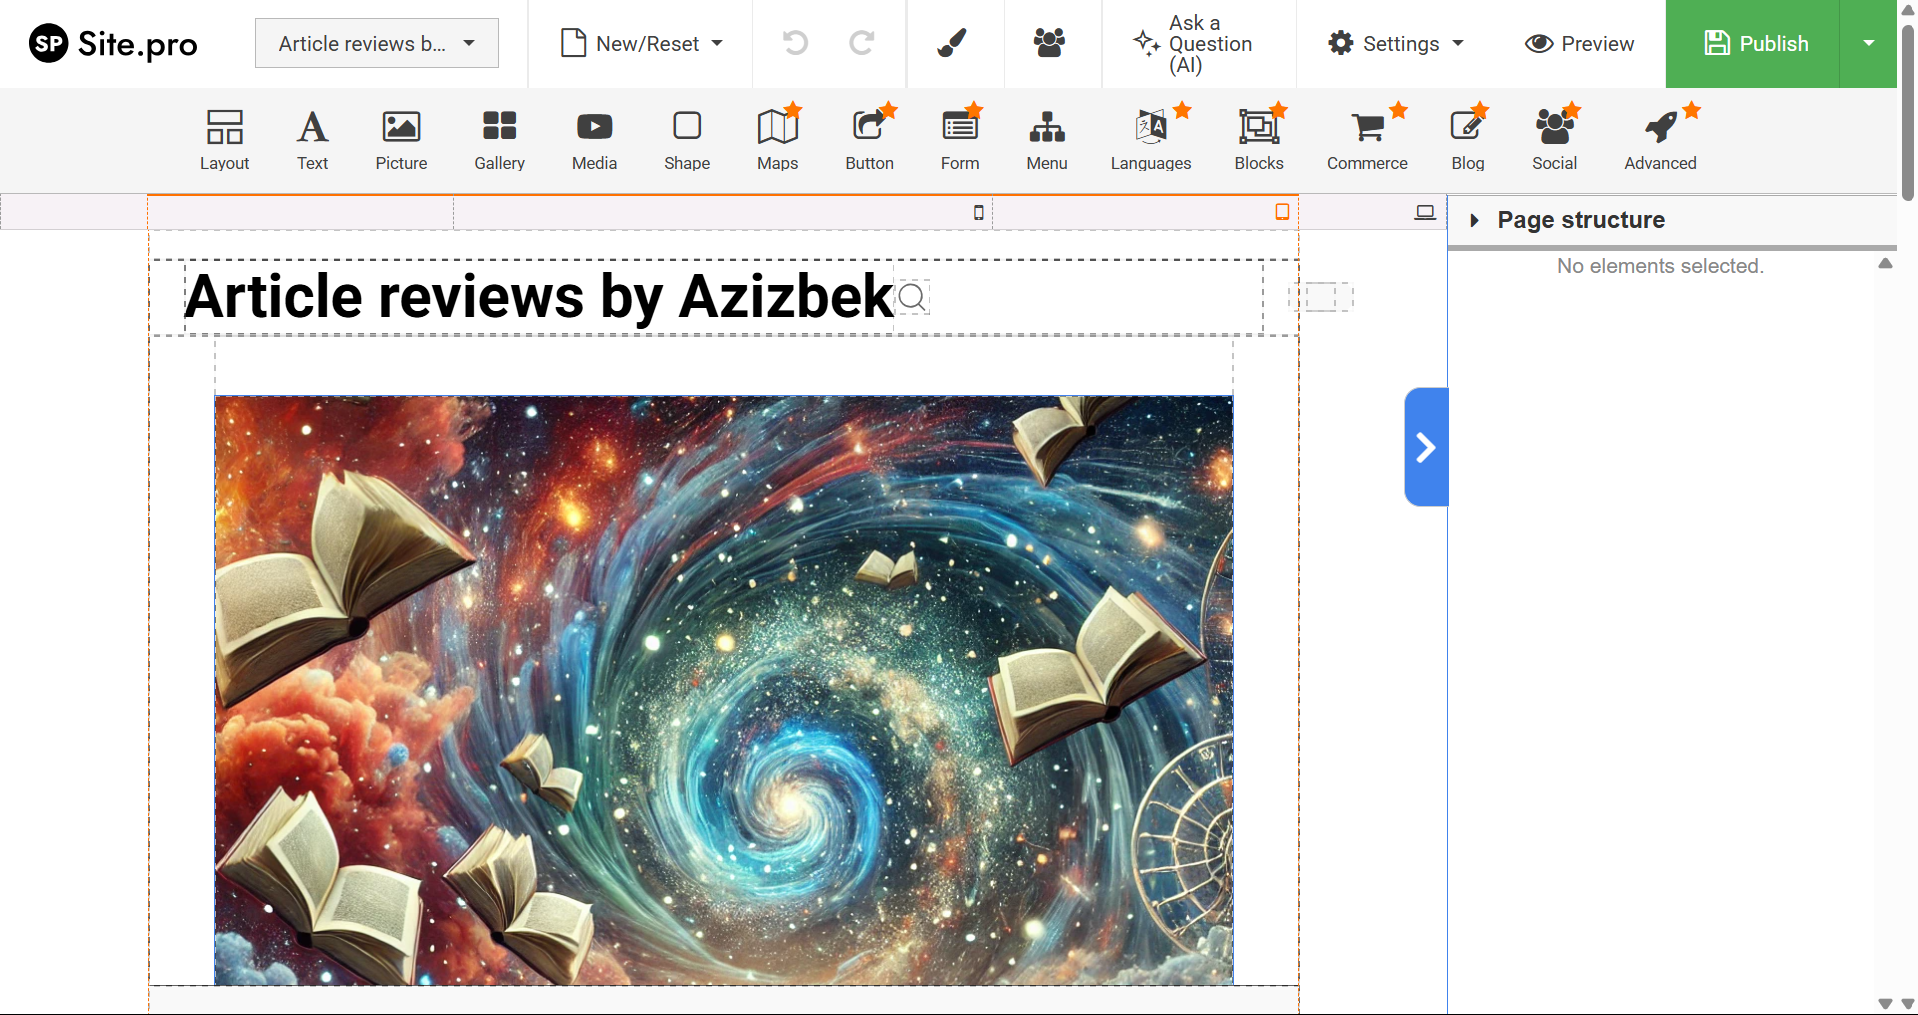 SP Site.pro
Article reviews b...
New/Reset
Ask a
Question
(AI)
Settings
Preview
Publish
Layout
Text
Picture
Gallery
Media
Shape
Maps
Button
Form
Menu
Languages
Blocks
Commerce
Blog
Social
Advanced
Page structure
No elements selected.
Article reviews by Azizbek